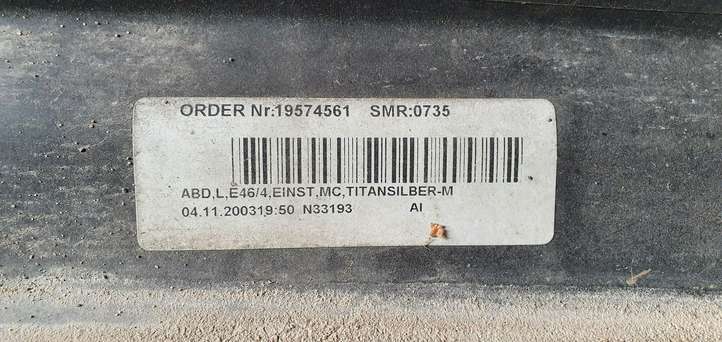 ORDER Nr:19574561 SMR:0735
ABD,L,E46/4,EINST,MC,TITANSILBER-M
04.11.200319:50 N33193 AI